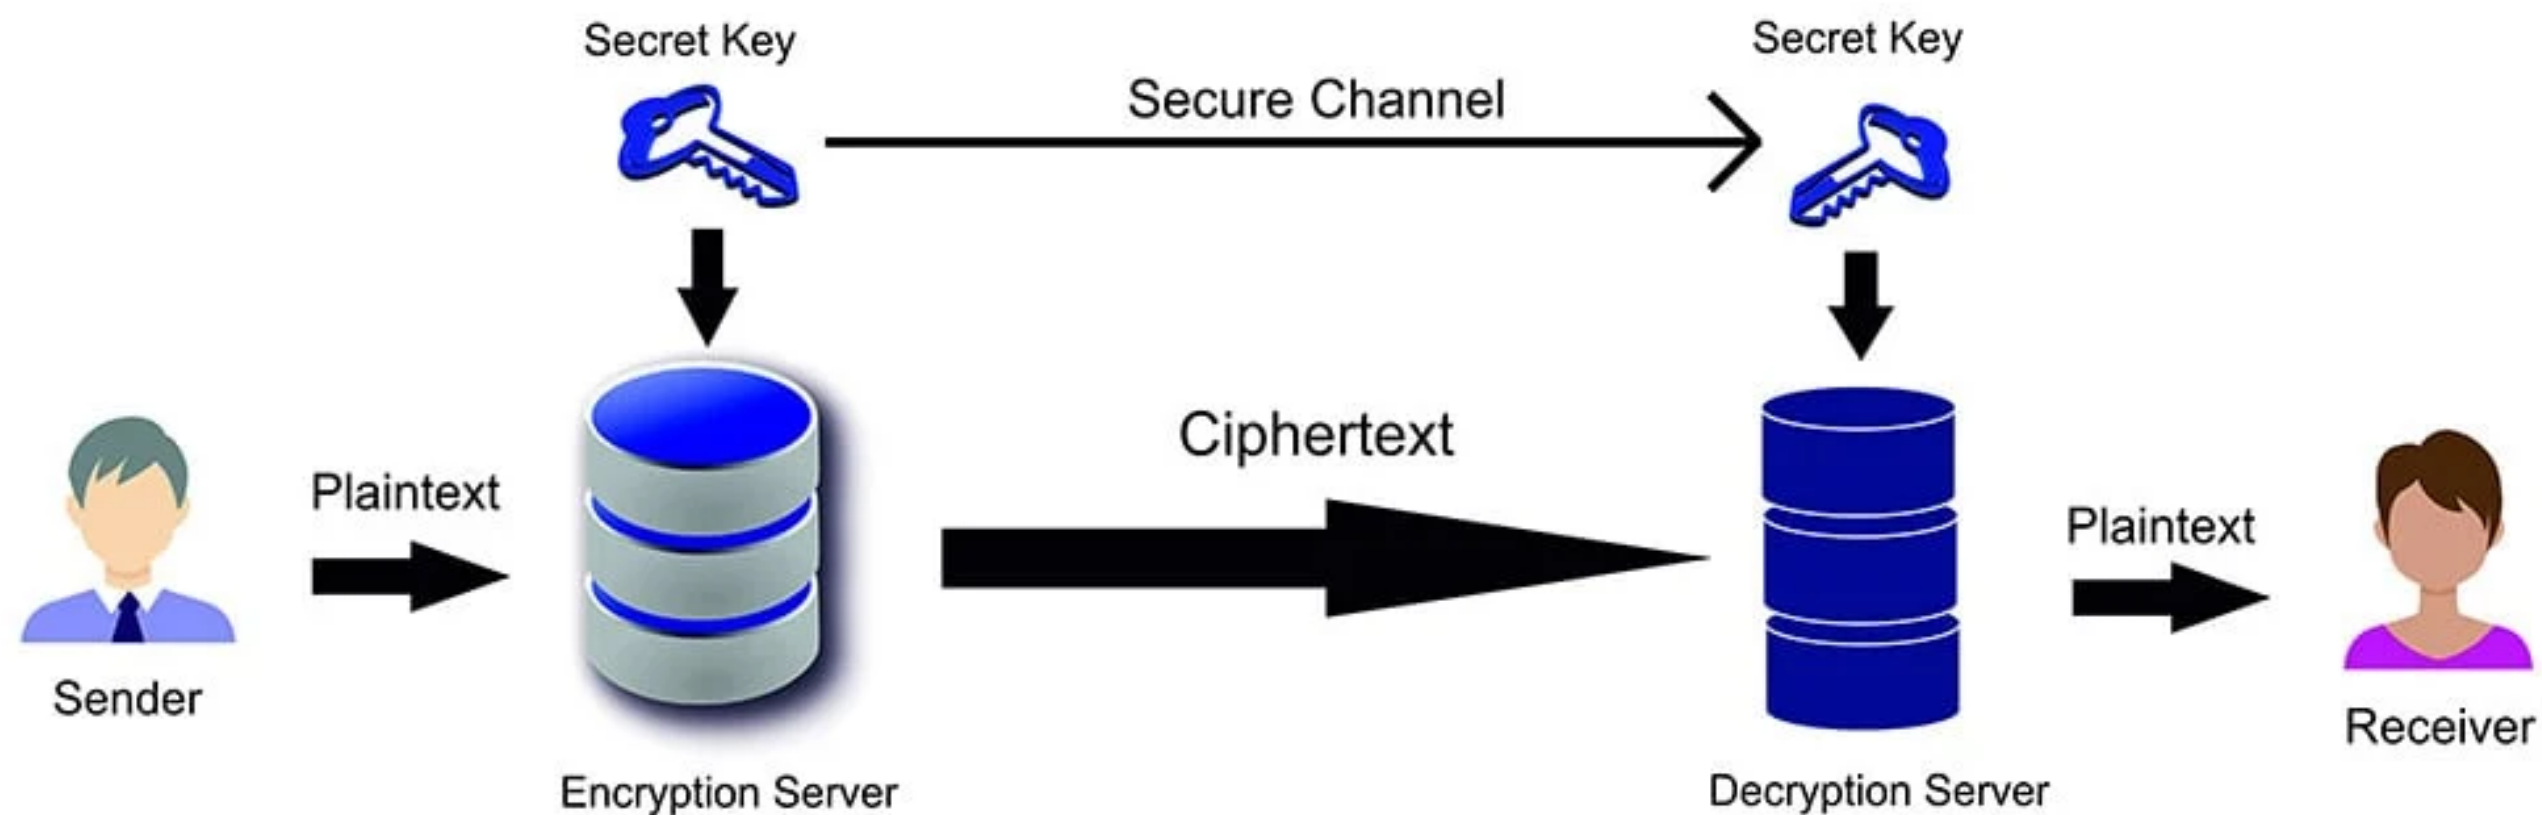 Secret Key
Secure Channel
Secret Key
Plaintext
Ciphertext
Plaintext
Sender
Receiver
Encryption Server
Decryption Server